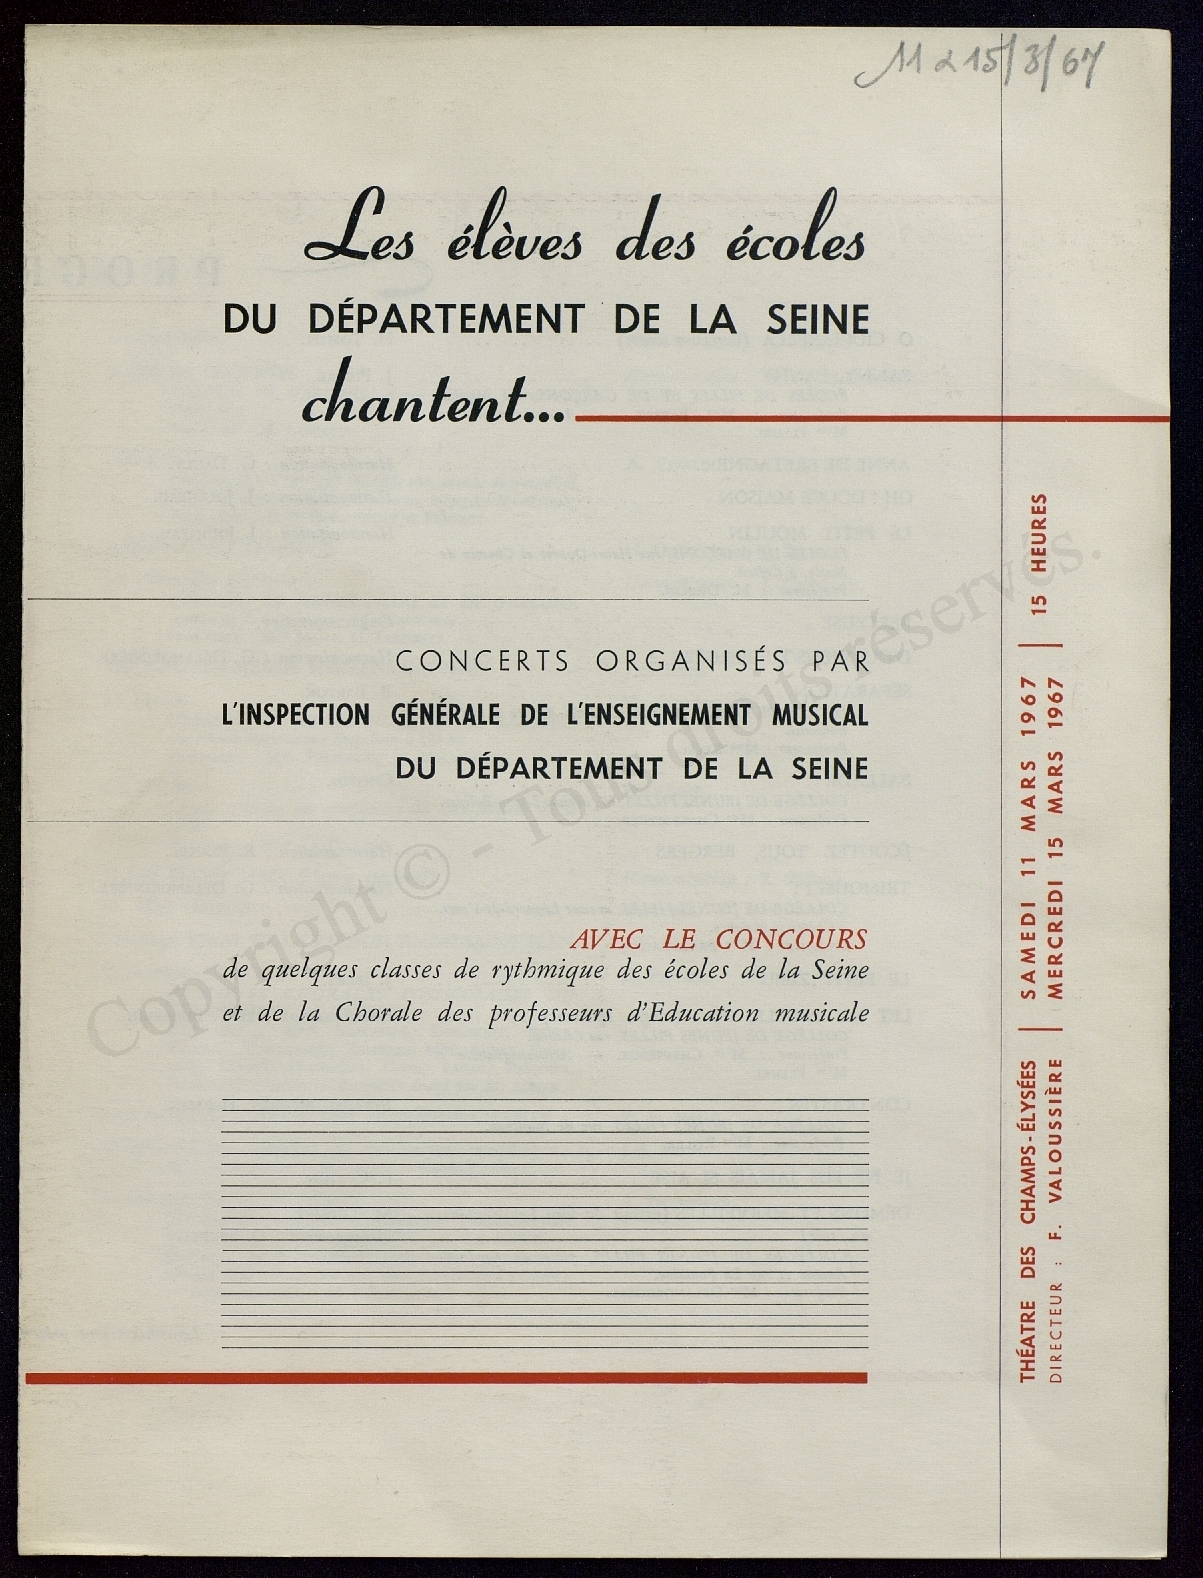 11 & 15/3/67
Les élèves des écoles
DU DÉPARTEMENT DE LA SEINE
chantent...
CONCERTS ORGANISÉS PAR
L'INSPECTION GÉNÉRALE DE L'ENSEIGNEMENT MUSICAL
DU DÉPARTEMENT DE LA SEINE
AVEC LE CONCOURS
de quelques classes de rythmique des écoles de la Seine
et de la Chorale des professeurs d'Education musicale
THÉATRE DES CHAMPS-ÉLYSÉES | SAMEDI 11 MARS 1967 | 15 HEURES
DIRECTEUR : F. VALOUSSIÈRE | MERCREDI 15 MARS 1967
Copyright © - Tous droits réservés.